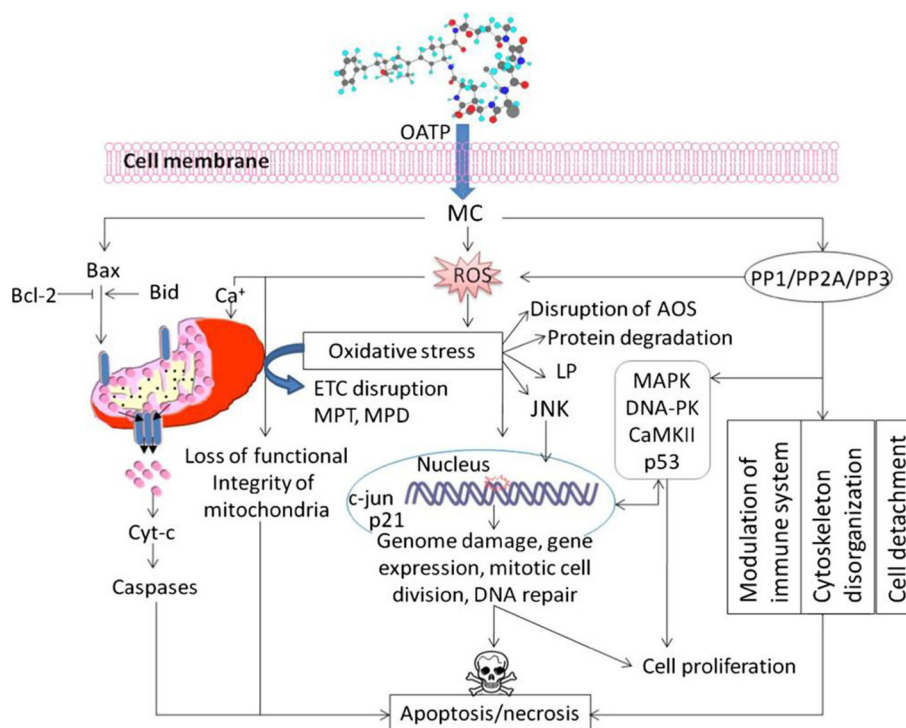 OATP
Cell membrane
MC
Bax
Bcl-2
Bid
Ca⁺
ROS
PP1/PP2A/PP3
Oxidative stress
Disruption of AOS
Protein degradation
LP
JNK
ETC disruption
MPT, MPD
MAPK
DNA-PK
CaMKII
p53
Loss of functional
Integrity of
mitochondria
Nucleus
c-jun
p21
Genome damage, gene
expression, mitotic cell
division, DNA repair
Cyt-c
Caspases
Modulation of
immune system
Cytoskeleton
disorganization
Cell detachment
Cell proliferation
Apoptosis/necrosis